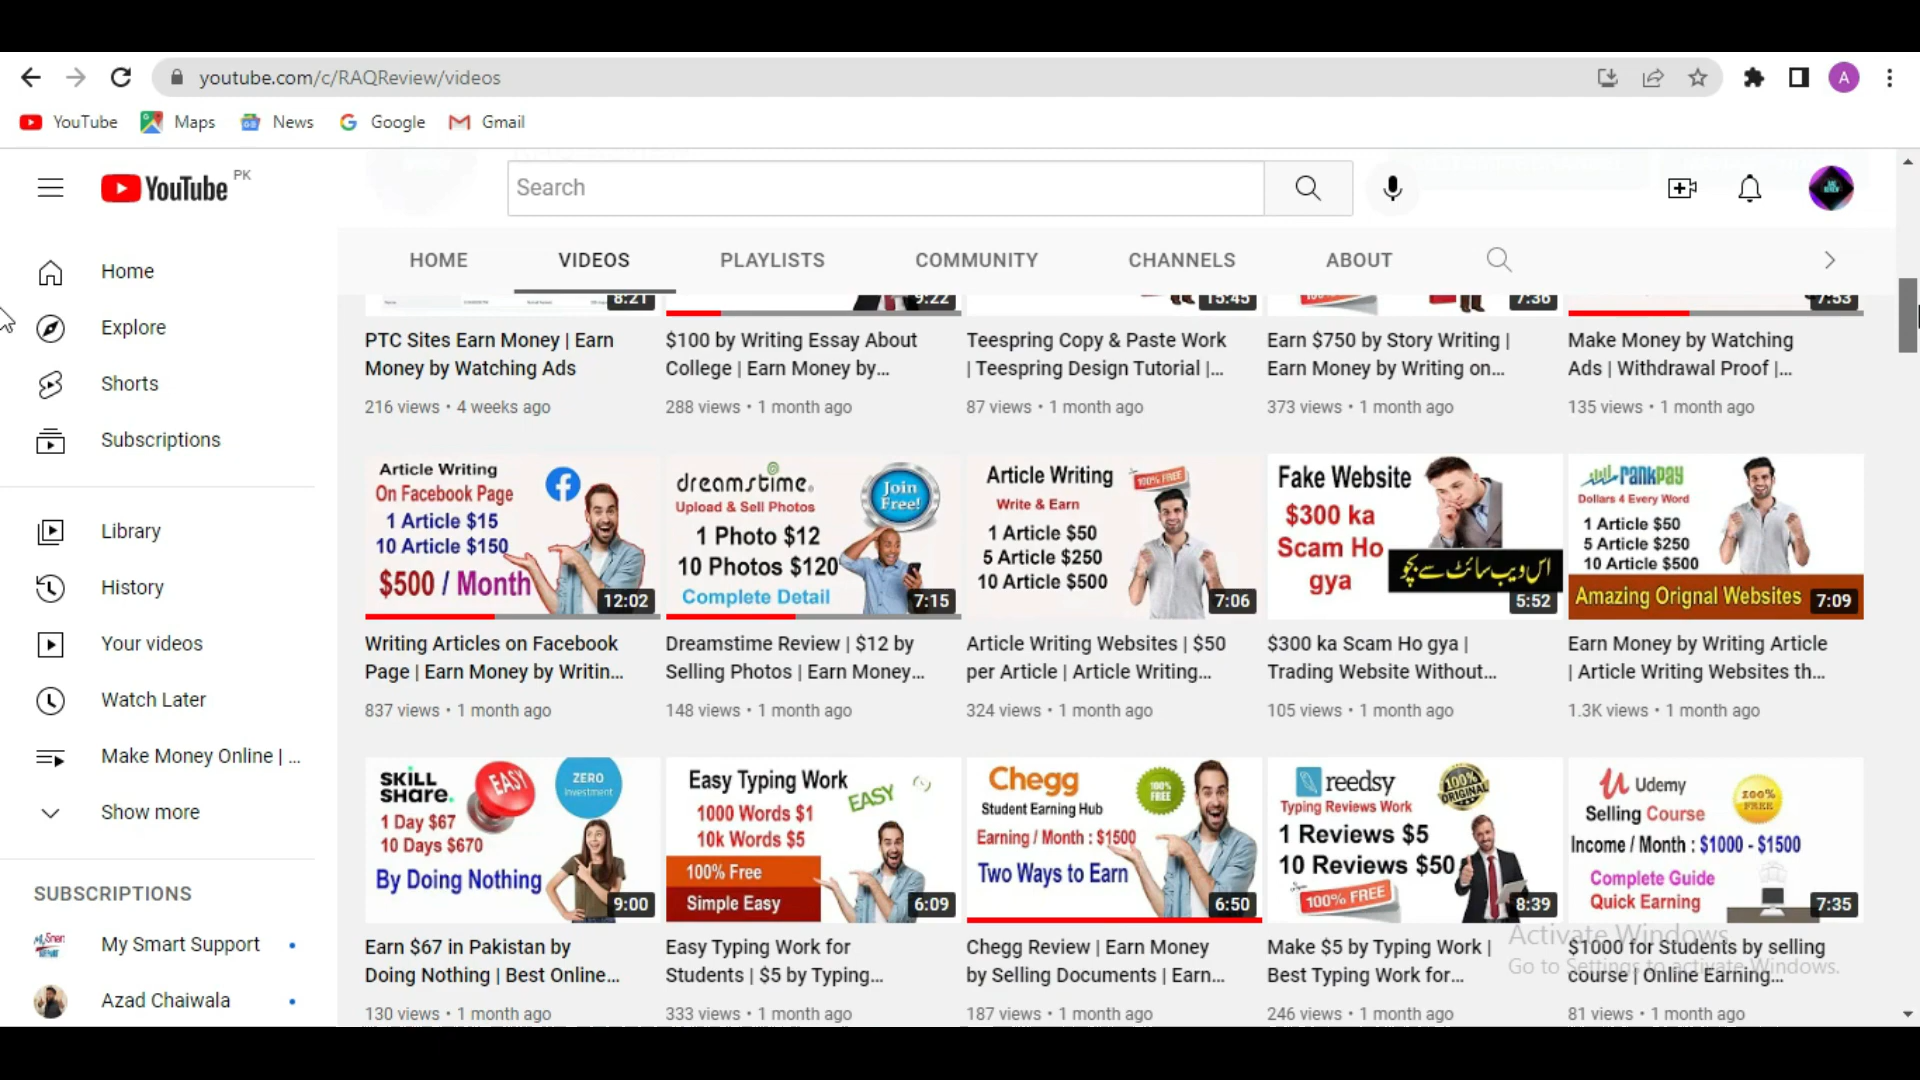 youtube.com/c/RAQReview/videos
A
YouTube
Maps
News
Google
Gmail
YouTube PK
Search
HOME
VIDEOS
PLAYLISTS
COMMUNITY
CHANNELS
ABOUT
Home
Explore
Shorts
Subscriptions
Library
History
Your videos
Watch Later
Make Money Online | ...
Show more
SUBSCRIPTIONS
My Smart Support
Azad Chaiwala
8:21
9:22
15:45
7:36
7:53
PTC Sites Earn Money | Earn
Money by Watching Ads
216 views • 4 weeks ago
$100 by Writing Essay About
College | Earn Money by...
288 views • 1 month ago
Teespring Copy & Paste Work
| Teespring Design Tutorial |...
87 views • 1 month ago
Earn $750 by Story Writing |
Earn Money by Writing on...
373 views • 1 month ago
Make Money by Watching
Ads | Withdrawal Proof |...
135 views • 1 month ago
Article Writing
On Facebook Page
1 Article $15
10 Article $150
$500 / Month
12:02
Writing Articles on Facebook
Page | Earn Money by Writin...
837 views • 1 month ago
dreamstime.
Upload & Sell Photos
Join
Free!
1 Photo $12
10 Photos $120
Complete Detail
7:15
Dreamstime Review | $12 by
Selling Photos | Earn Money...
148 views • 1 month ago
Article Writing
100% FREE
Write & Earn
1 Article $50
5 Article $250
10 Article $500
7:06
Article Writing Websites | $50
per Article | Article Writing...
324 views • 1 month ago
Fake Website
$300 ka
Scam Ho
gya
اس ویب سائٹ سے بچو
5:52
$300 ka Scam Ho gya |
Trading Website Without...
105 views • 1 month ago
rankpay
Dollars 4 Every Word
1 Article $50
5 Article $250
10 Article $500
Amazing Orignal Websites
7:09
Earn Money by Writing Article
| Article Writing Websites th...
1.3K views • 1 month ago
SKILL
SHARE.
EASY
ZERO
Investment
1 Day $67
10 Days $670
By Doing Nothing
9:00
Earn $67 in Pakistan by
Doing Nothing | Best Online...
130 views • 1 month ago
Easy Typing Work
EASY
1000 Words $1
10k Words $5
100% Free
Simple Easy
6:09
Easy Typing Work for
Students | $5 by Typing...
333 views • 1 month ago
Chegg
100%
FREE
Student Earning Hub
Earning / Month : $1500
Two Ways to Earn
6:50
Chegg Review | Earn Money
by Selling Documents | Earn...
187 views • 1 month ago
reedsy
100%
ORIGINAL
Typing Reviews Work
1 Reviews $5
10 Reviews $50
100% FREE
8:39
Make $5 by Typing Work |
Best Typing Work for...
246 views • 1 month ago
Udemy
100%
FREE
Selling Course
Income / Month : $1000 - $1500
Complete Guide
Quick Earning
7:35
$1000 for Students by selling
course | Online Earning...
81 views • 1 month ago
Activate Windows
Go to Settings to activate Windows.